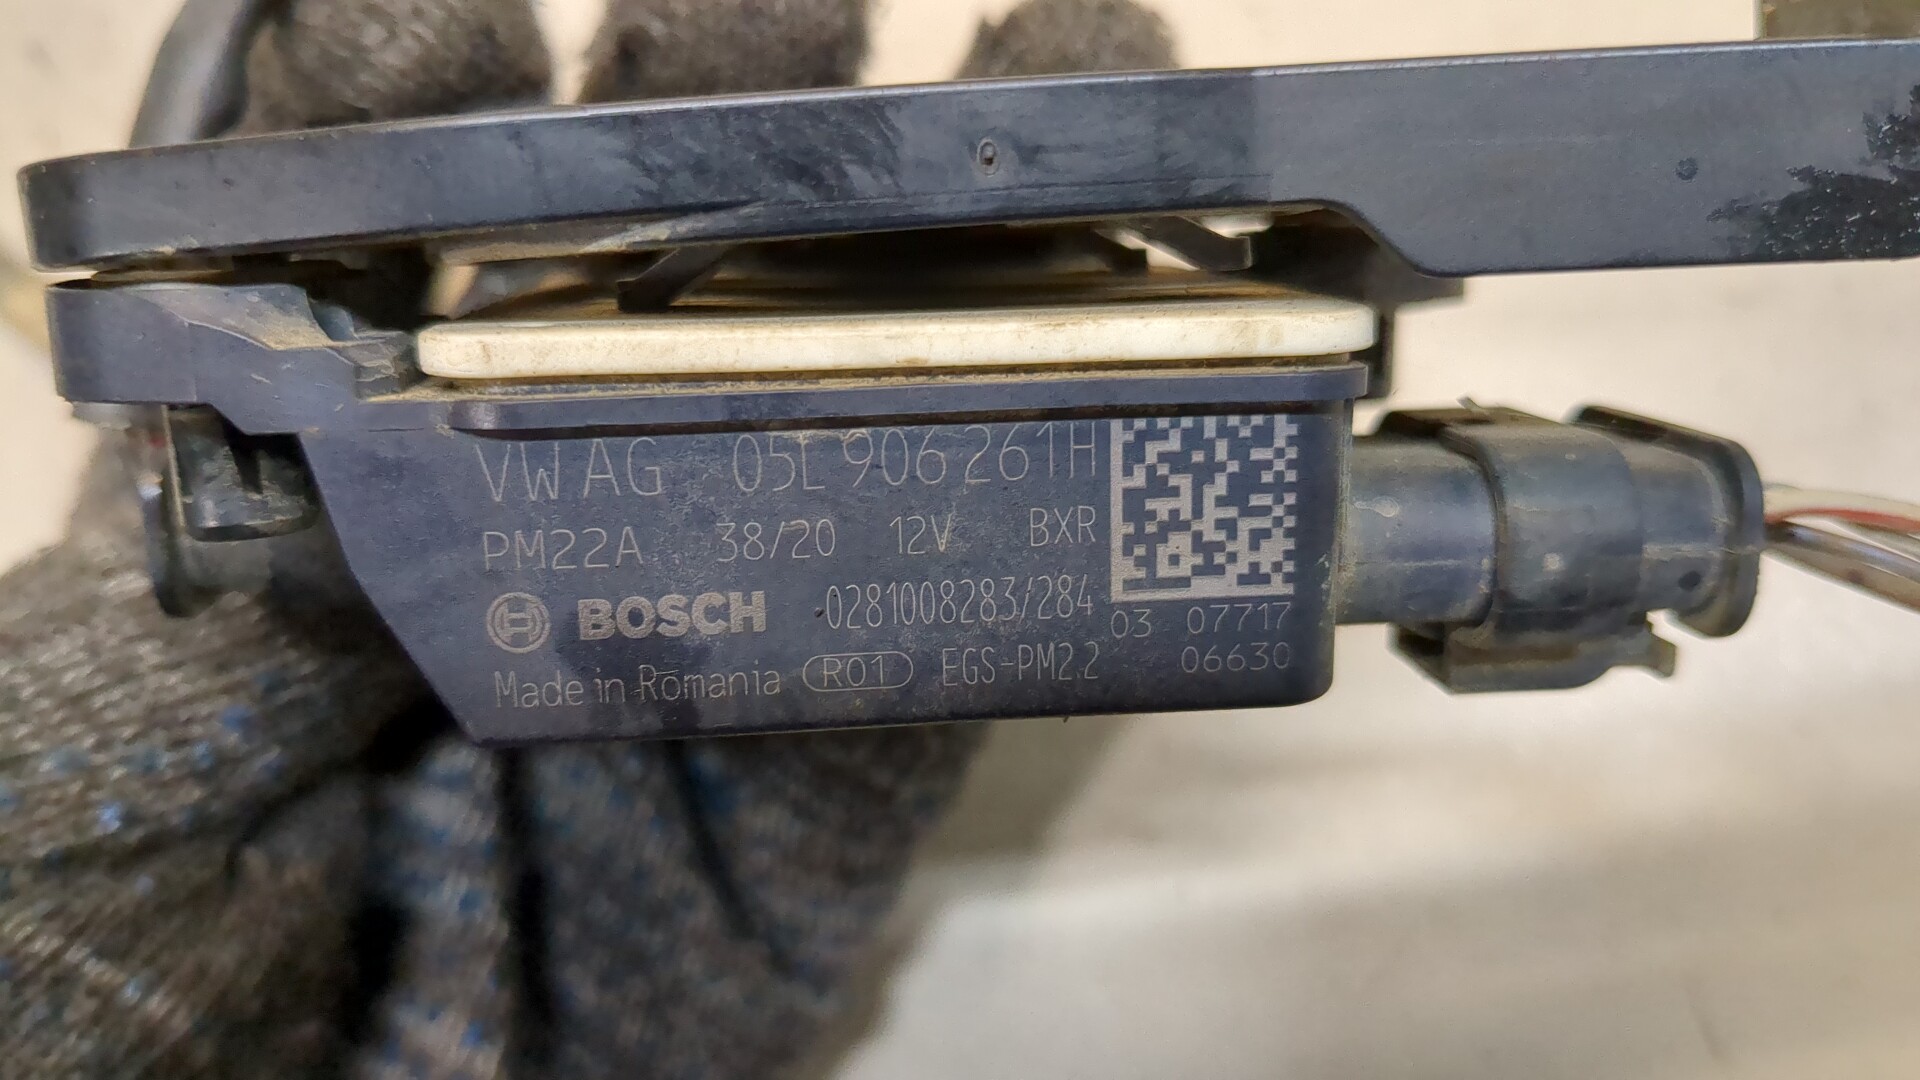 VW AG 05L 906 261H
PM22A 38/20 12V BXR
BOSCH 0281008283/284
03 07717
Made in Romania R01 EGS-PM2.2
06630